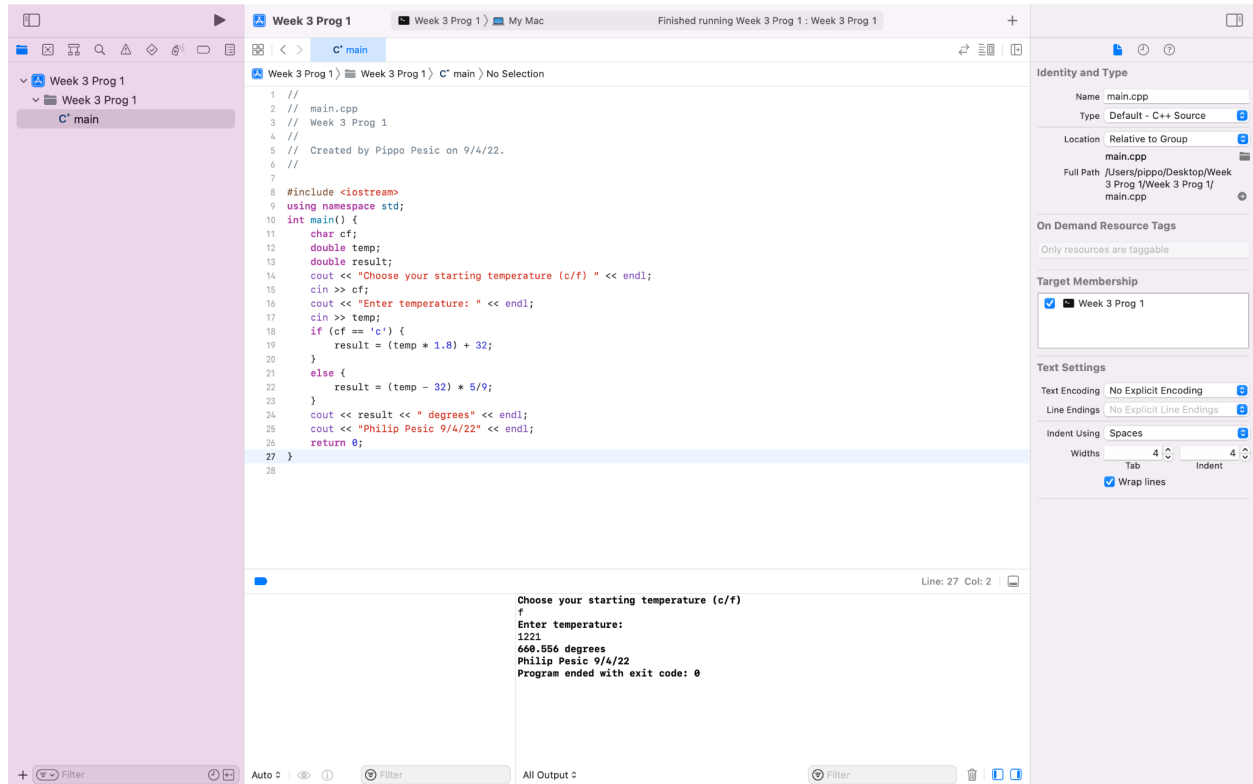 Week 3 Prog 1
Week 3 Prog 1 〉 My Mac
Finished running Week 3 Prog 1 : Week 3 Prog 1
main
Week 3 Prog 1 〉 Week 3 Prog 1 〉 main 〉 No Selection
Week 3 Prog 1
Week 3 Prog 1
main
1 //
2 //  main.cpp
3 //  Week 3 Prog 1
4 //
5 //  Created by Pippo Pesic on 9/4/22.
6 //
7
8 #include <iostream>
9 using namespace std;
10 int main() {
11     char cf;
12     double temp;
13     double result;
14     cout << "Choose your starting temperature (c/f) " << endl;
15     cin >> cf;
16     cout << "Enter temperature: " << endl;
17     cin >> temp;
18     if (cf == 'c') {
19         result = (temp * 1.8) + 32;
20     }
21     else {
22         result = (temp - 32) * 5/9;
23     }
24     cout << result << " degrees" << endl;
25     cout << "Philip Pesic 9/4/22" << endl;
26     return 0;
27 }
28
Line: 27 Col: 2
Choose your starting temperature (c/f)
f
Enter temperature:
1221
660.556 degrees
Philip Pesic 9/4/22
Program ended with exit code: 0
Filter
Auto
Filter
All Output
Filter
Identity and Type
Name main.cpp
Type Default - C++ Source
Location Relative to Group
main.cpp
Full Path /Users/pippo/Desktop/Week
3 Prog 1/Week 3 Prog 1/
main.cpp
On Demand Resource Tags
Only resources are taggable
Target Membership
Week 3 Prog 1
Text Settings
Text Encoding No Explicit Encoding
Line Endings No Explicit Line Endings
Indent Using Spaces
Widths 4 4
Tab Indent
Wrap lines